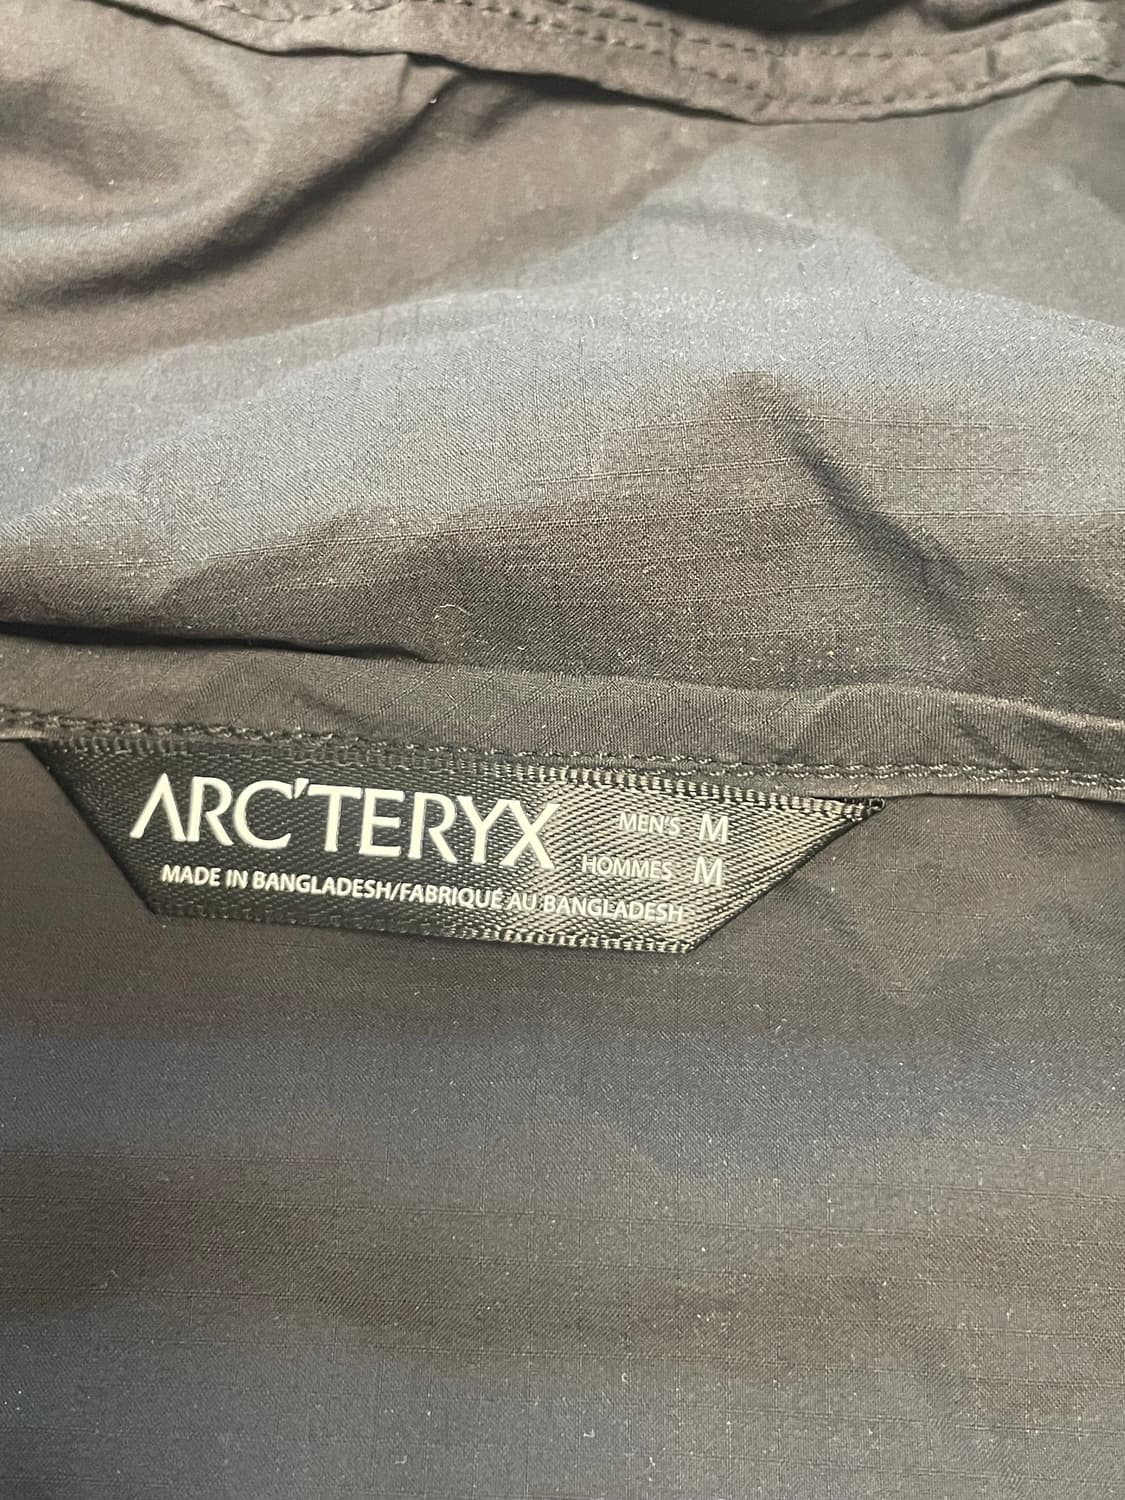 ARC'TERYX
MEN'S M
HOMMES M
MADE IN BANGLADESH/FABRIQUÉ AU BANGLADESH